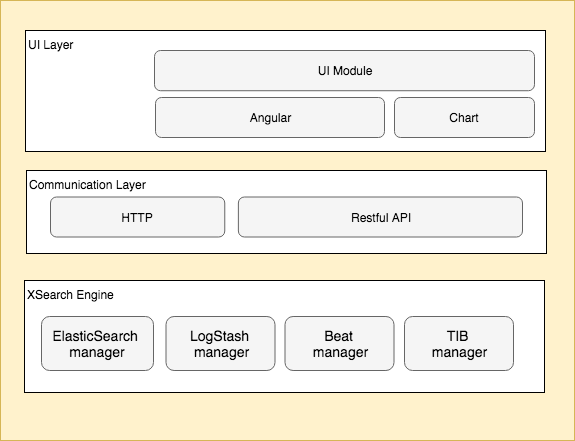 UI Layer
UI Module
Angular
Chart
Communication Layer
HTTP
Restful API
XSearch Engine
ElasticSearch
manager
LogStash
manager
Beat
manager
TIB
manager